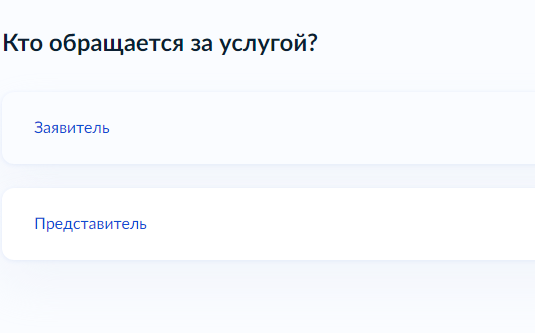 Кто обращается за услугой?
Заявитель
Представитель